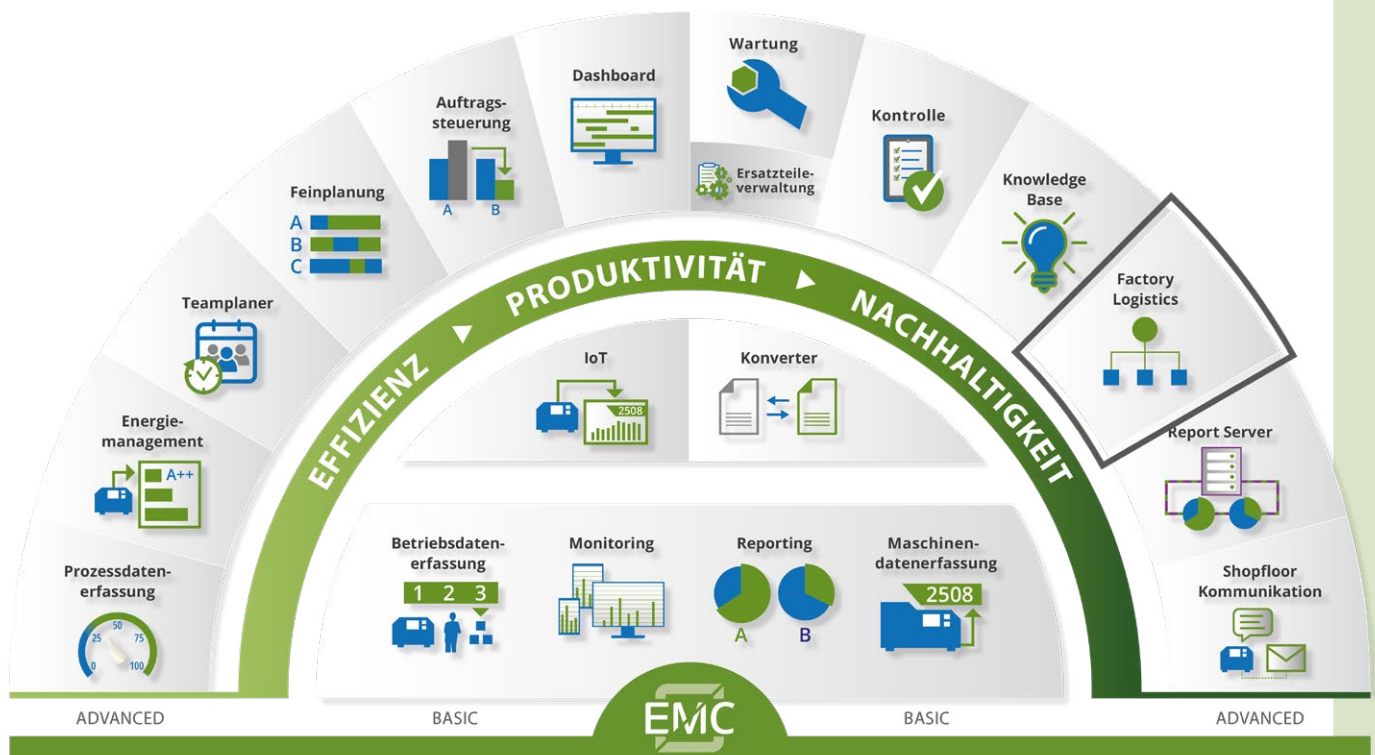 Wartung
Dashboard
Auftrags-
steuerung
A B
Kontrolle
Ersatzteile-
verwaltung
Feinplanung
A
B
C
Knowledge
Base
Teamplaner
Factory
Logistics
EFFIZIENZ PRODUKTIVITÄT NACHHALTIGKEIT
IoT
2508
Konverter
Energie-
management
A++
Report Server
Prozessdaten-
erfassung
0 25 50 75 100
Betriebsdaten-
erfassung
1 2 3
Monitoring
Reporting
A B
Maschinen-
datenerfassung
2508
Shopfloor
Kommunikation
ADVANCED
BASIC
EMC
BASIC
ADVANCED